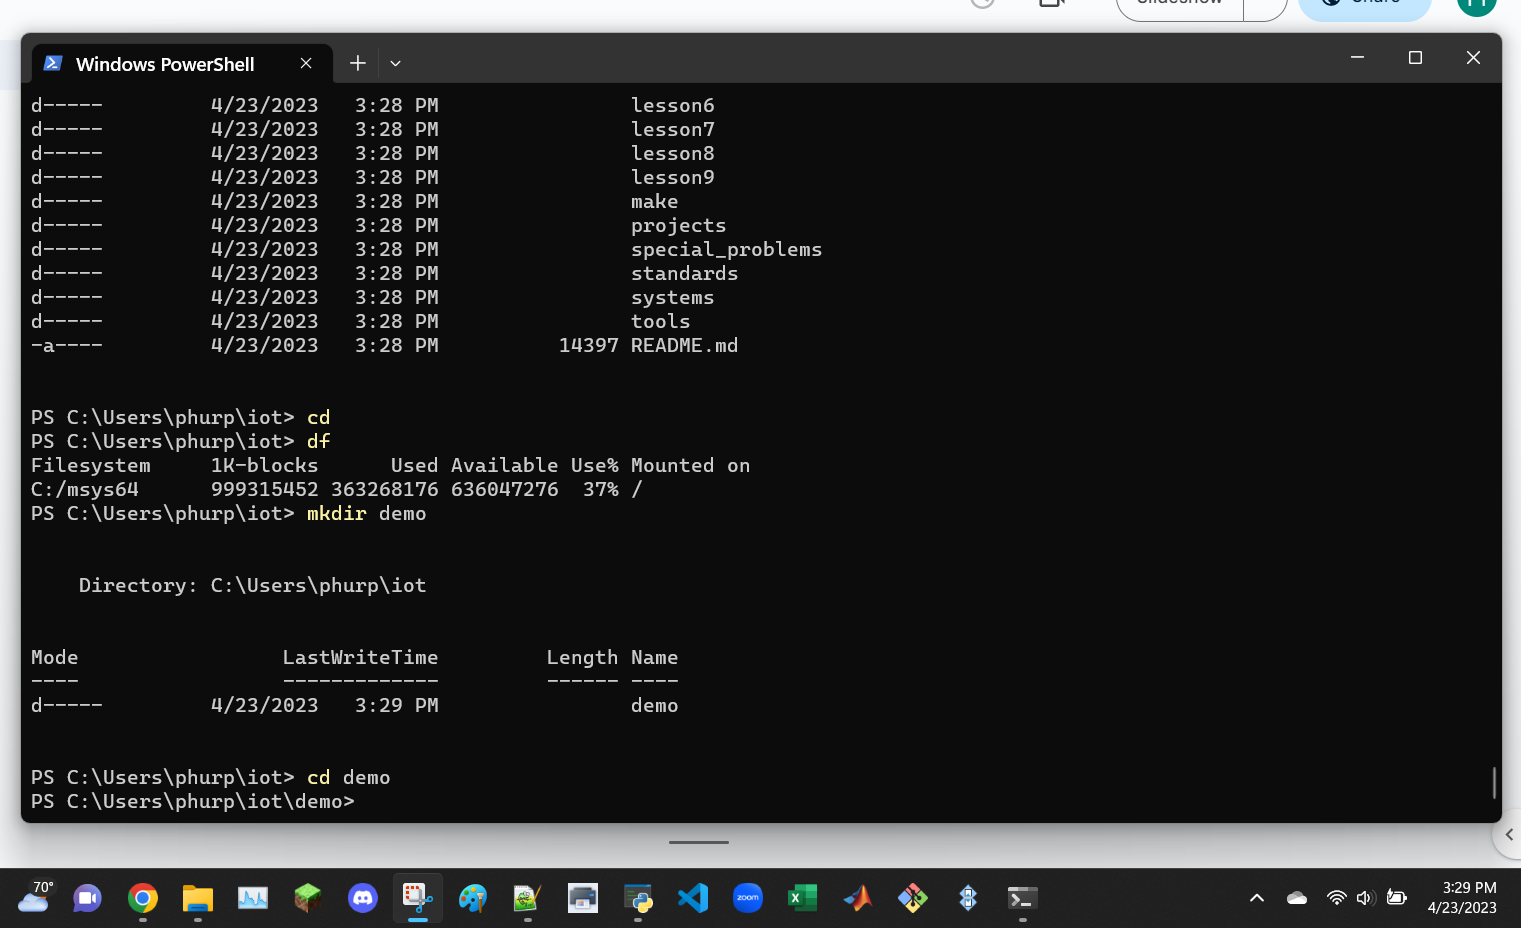 Slideshow Share
Windows PowerShell
d----- 4/23/2023 3:28 PM lesson6
d----- 4/23/2023 3:28 PM lesson7
d----- 4/23/2023 3:28 PM lesson8
d----- 4/23/2023 3:28 PM lesson9
d----- 4/23/2023 3:28 PM make
d----- 4/23/2023 3:28 PM projects
d----- 4/23/2023 3:28 PM special_problems
d----- 4/23/2023 3:28 PM standards
d----- 4/23/2023 3:28 PM systems
d----- 4/23/2023 3:28 PM tools
-a---- 4/23/2023 3:28 PM 14397 README.md
PS C:\Users\phurp\iot> cd
PS C:\Users\phurp\iot> df
Filesystem 1K-blocks Used Available Use% Mounted on
C:/msys64 999315452 363268176 636047276 37% /
PS C:\Users\phurp\iot> mkdir demo
Directory: C:\Users\phurp\iot
Mode LastWriteTime Length Name
---- ------------- ------ ----
d----- 4/23/2023 3:29 PM demo
PS C:\Users\phurp\iot> cd demo
PS C:\Users\phurp\iot\demo>
70°
zoom
3:29 PM
4/23/2023